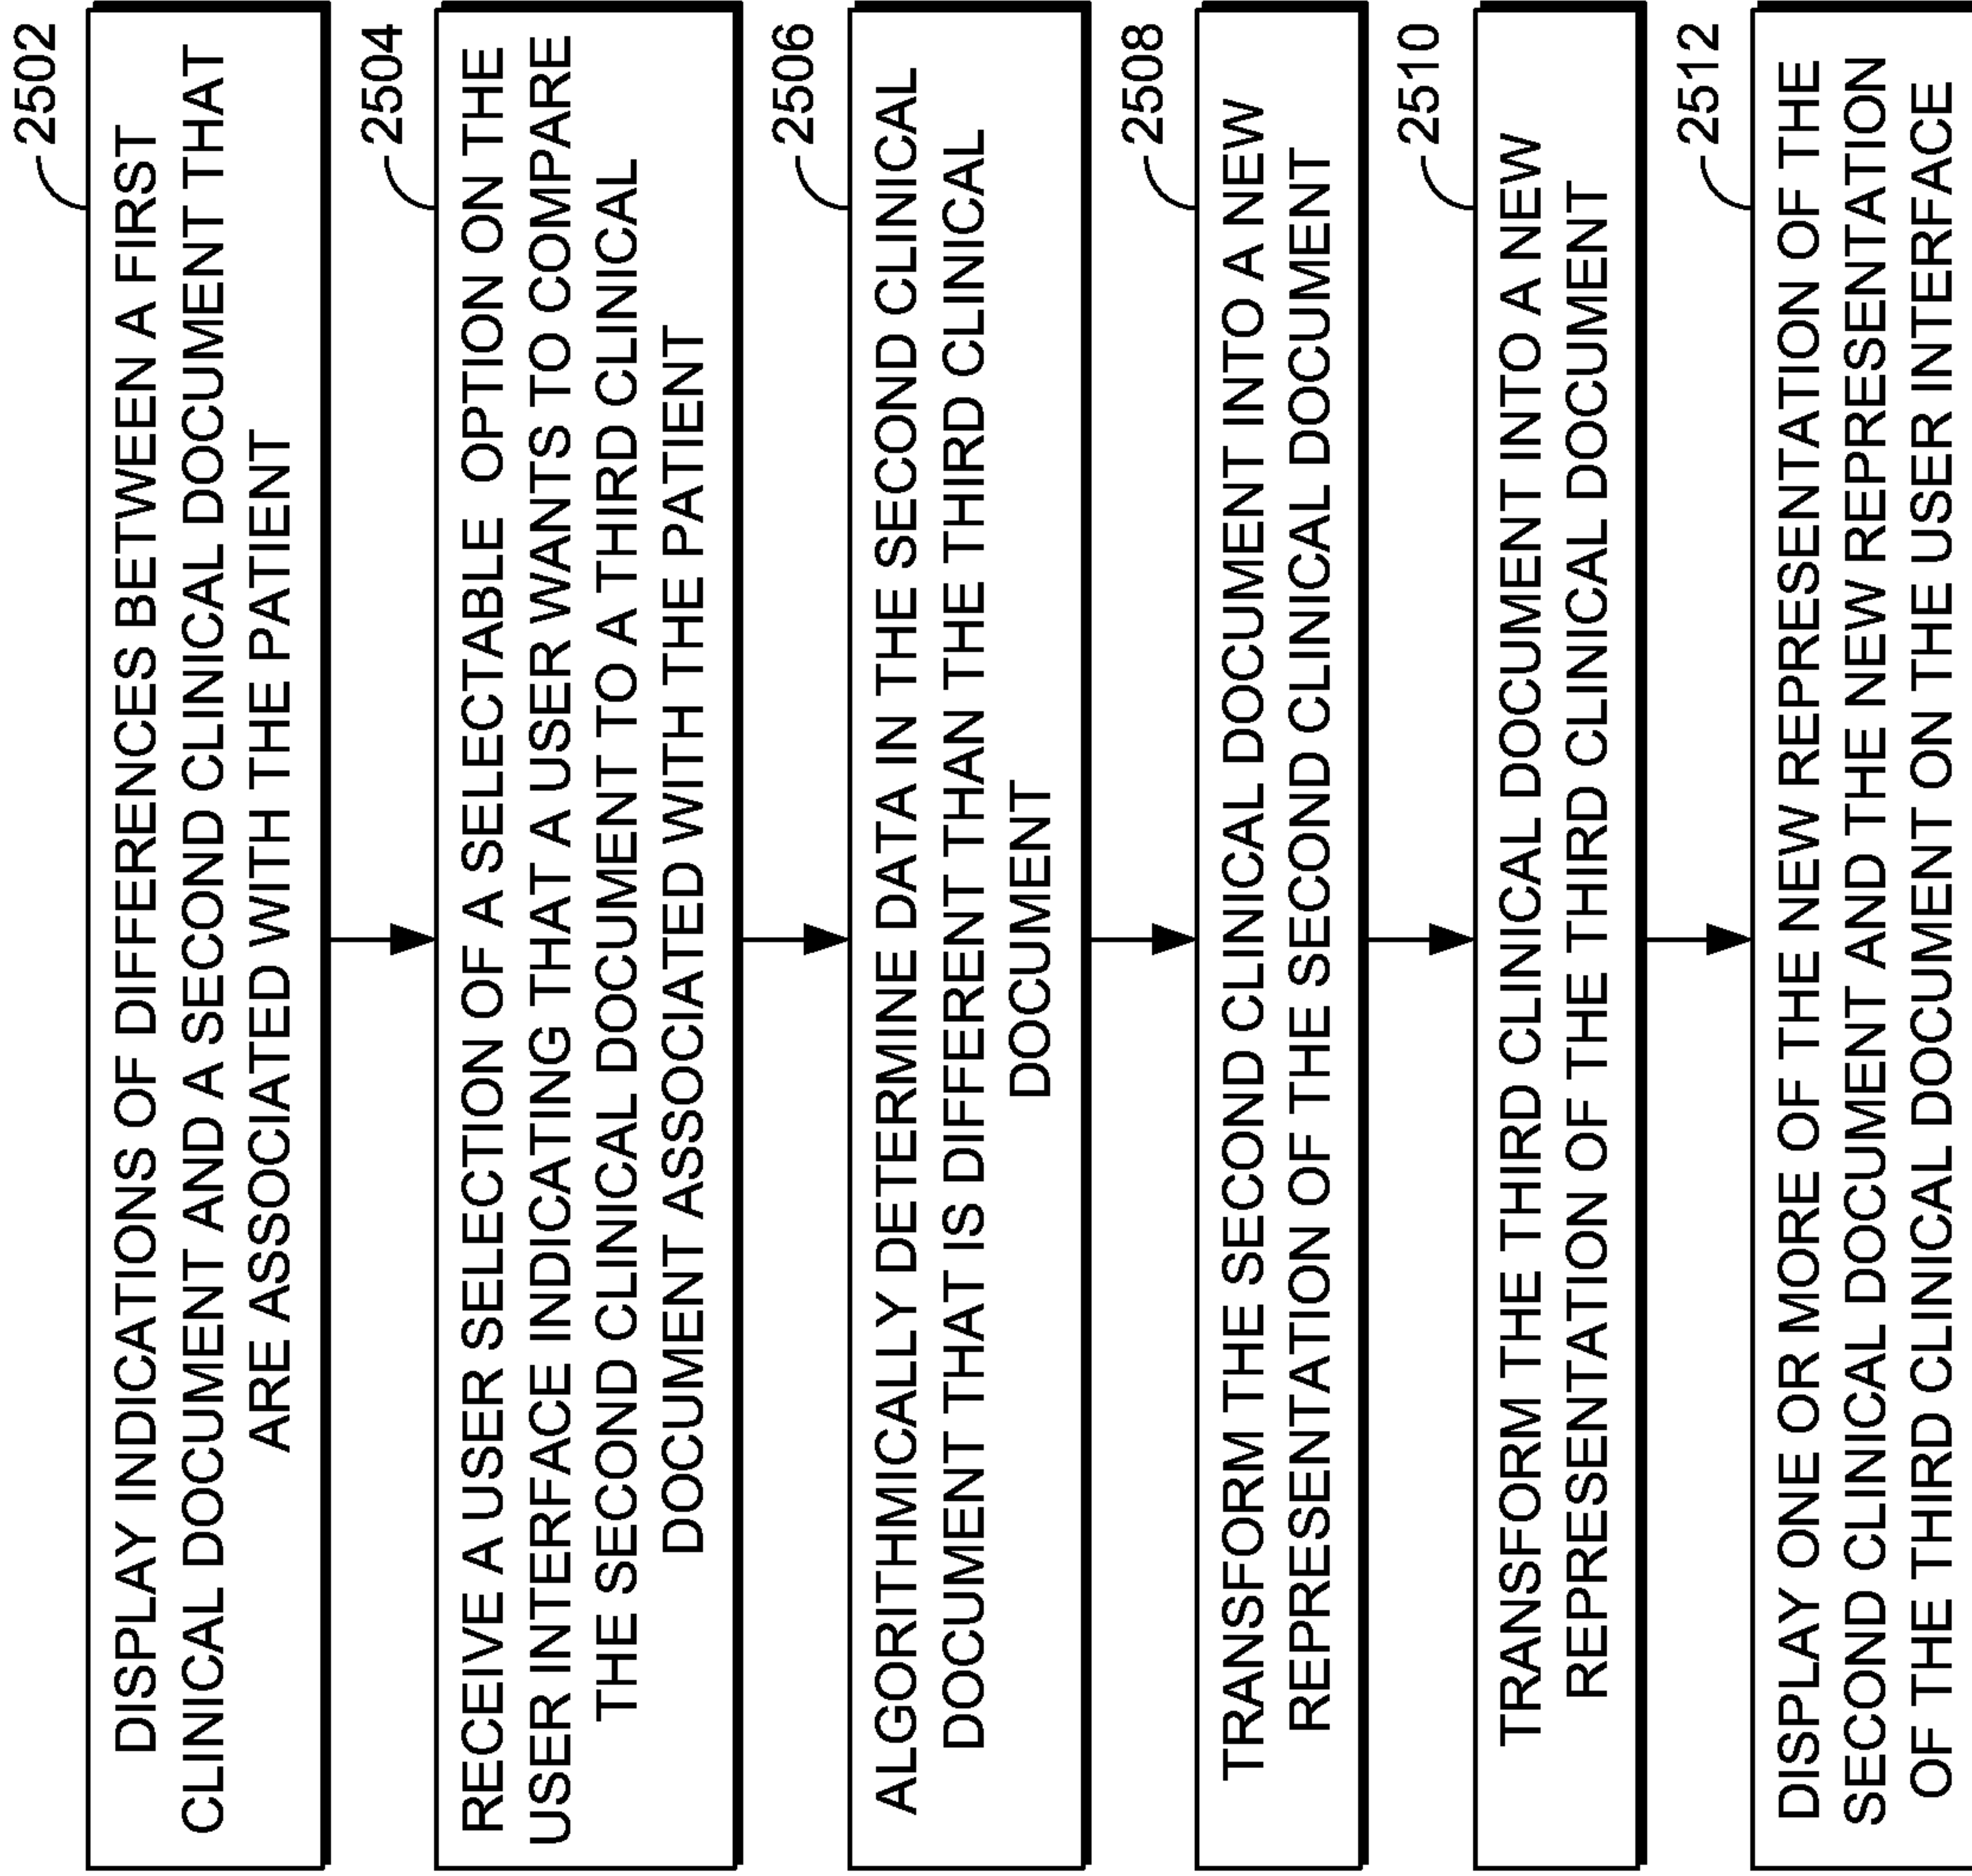 2502
DISPLAY INDICATIONS OF DIFFERENCES BETWEEN A FIRST
CLINICAL DOCUMENT AND A SECOND CLINICAL DOCUMENT THAT
ARE ASSOCIATED WITH THE PATIENT
2504
RECEIVE A USER SELECTION OF A SELECTABLE OPTION ON THE
USER INTERFACE INDICATING THAT A USER WANTS TO COMPARE
THE SECOND CLINICAL DOCUMENT TO A THIRD CLINICAL
DOCUMENT ASSOCIATED WITH THE PATIENT
2506
ALGORITHMICALLY DETERMINE DATA IN THE SECOND CLINICAL
DOCUMENT THAT IS DIFFERENT THAN THE THIRD CLINICAL
DOCUMENT
2508
TRANSFORM THE SECOND CLINICAL DOCUMENT INTO A NEW
REPRESENTATION OF THE SECOND CLINICAL DOCUMENT
2510
TRANSFORM THE THIRD CLINICAL DOCUMENT INTO A NEW
REPRESENTATION OF THE THIRD CLINICAL DOCUMENT
2512
DISPLAY ONE OR MORE OF THE NEW REPRESENTATION OF THE
SECOND CLINICAL DOCUMENT AND THE NEW REPRESENTATION
OF THE THIRD CLINICAL DOCUMENT ON THE USER INTERFACE